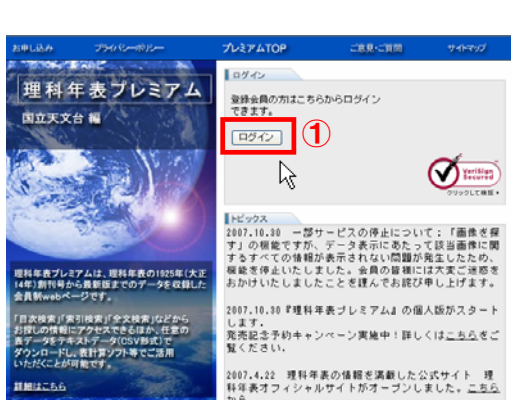 お申し込み プライバシーポリシー プレミアムTOP ご意見・ご質問 サイトマップ
理科年表プレミアム
国立天文台 編
理科年表プレミアムは、理科年表の1925年(大正
14年)創刊号から最新版までのデータを収録した
会員制webページです。
「目次検索」「索引検索」「全文検索」などから
お探しの情報にアクセスできるほか、任意の
表データをテキストデータ(CSV形式)で
ダウンロードし、表計算ソフト等でご活用
いただくことが可能です。
詳細はこちら
ログイン
登録会員の方はこちらからログイン
できます。
ログイン ①
VeriSign
Secured
クリックして検証
トピックス
2007.10.30 一部サービスの停止について:「画像を探
す」の機能ですが、データ表示にあたって該当画像に関
するすべての情報が表示されない問題が発生したため、
機能を停止いたしました。会員の皆様には大変ご迷惑を
おかけいたしましたことを謹んでお詫び申し上げます。
2007.10.30『理科年表プレミアム』の個人版がスタート
します。
発売記念予約キャンペーン実施中！詳しくはこちらをご
覧ください。
2007.4.22 理科年表の情報を満載した公式サイト 理
科年表オフィシャルサイトがオープンしました。こちら
から